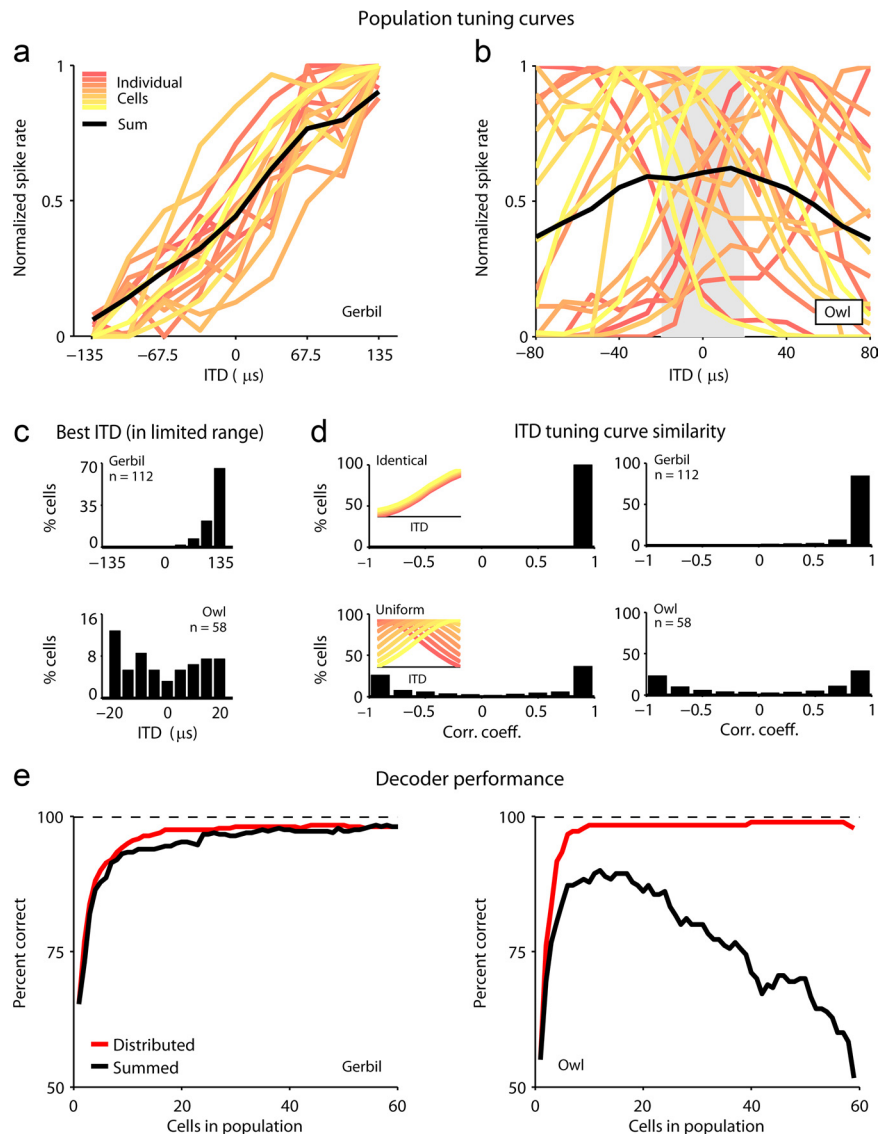 Population tuning curves
a
Individual
Cells
Sum
Normalized spike rate
1
0.5
0
Gerbil
−135
−67.5
0
67.5
135
ITD ( μs)
b
Normalized spike rate
1
0.5
0
Owl
−80
−40
0
40
80
ITD ( μs)
c
Best ITD (in limited range)
% cells
70
35
0
Gerbil
n = 112
−135
0
135
% cells
16
8
0
Owl
n = 58
−20
0
20
ITD (μs)
d
ITD tuning curve similarity
% cells
100
50
0
Identical
ITD
−1
−0.5
0
0.5
1
100
50
0
Gerbil
n = 112
−1
−0.5
0
0.5
1
% cells
100
50
0
Uniform
ITD
−1
−0.5
0
0.5
1
Corr. coeff.
100
50
0
Owl
n = 58
−1
−0.5
0
0.5
1
Corr. coeff.
e
Decoder performance
Percent correct
100
75
50
Distributed
Summed
Gerbil
0
20
40
60
Cells in population
Percent correct
100
75
50
Owl
0
20
40
60
Cells in population